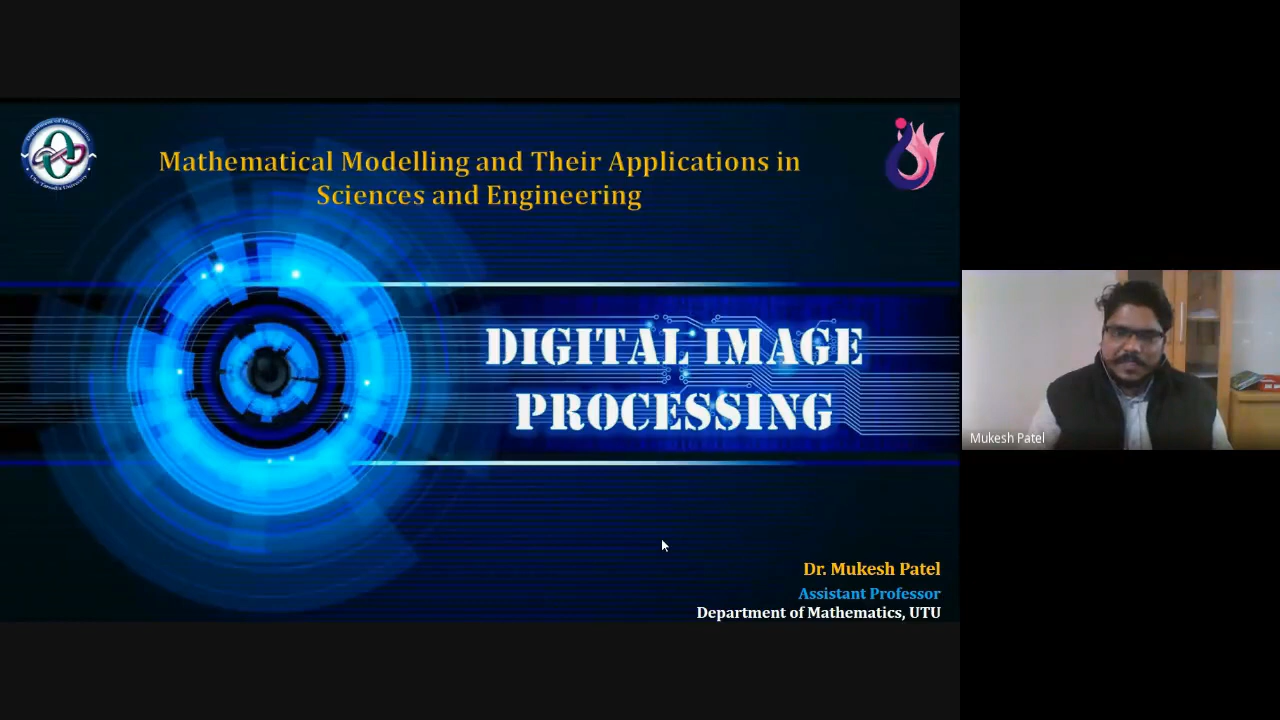 Mathematical Modelling and Their Applications in
Sciences and Engineering
DIGITAL IMAGE
PROCESSING
Dr. Mukesh Patel
Assistant Professor
Department of Mathematics, UTU
Mukesh Patel